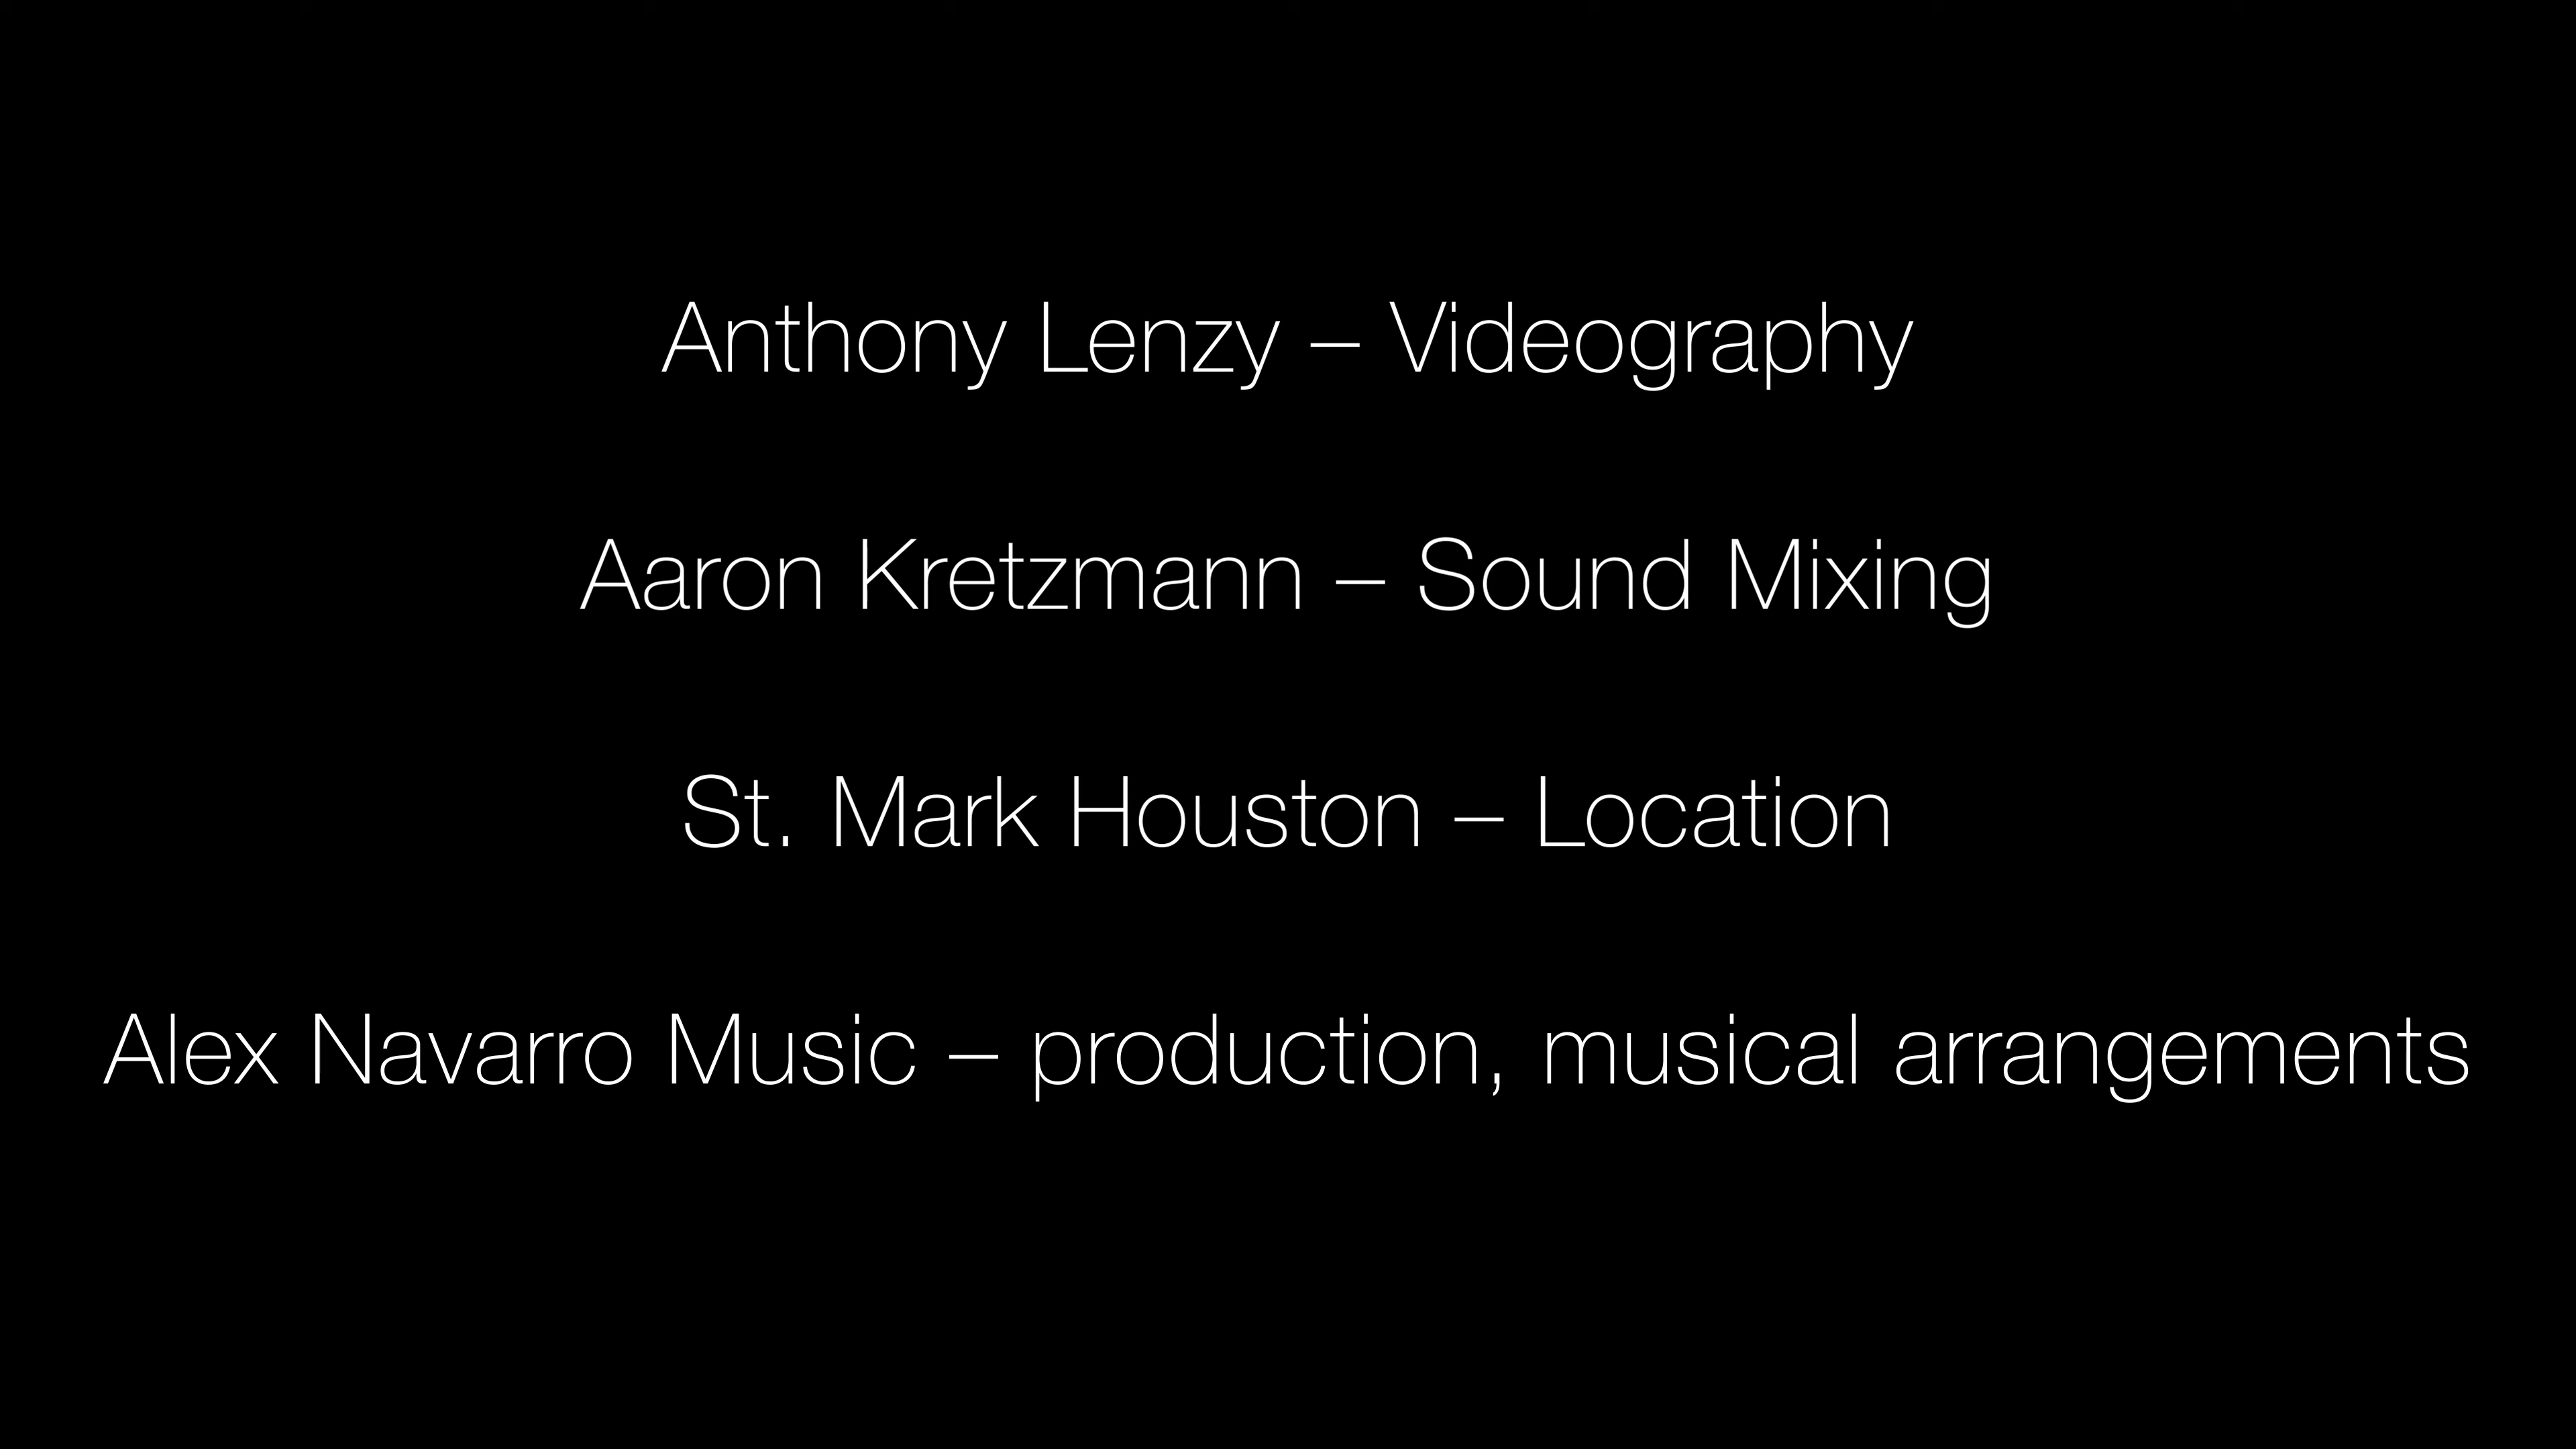 Anthony Lenzy – Videography
Aaron Kretzmann – Sound Mixing
St. Mark Houston – Location
Alex Navarro Music – production, musical arrangements